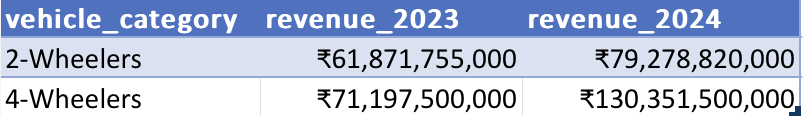 vehicle_category revenue_2023 revenue_2024
2-Wheelers ₹61,871,755,000 ₹79,278,820,000
4-Wheelers ₹71,197,500,000 ₹130,351,500,000